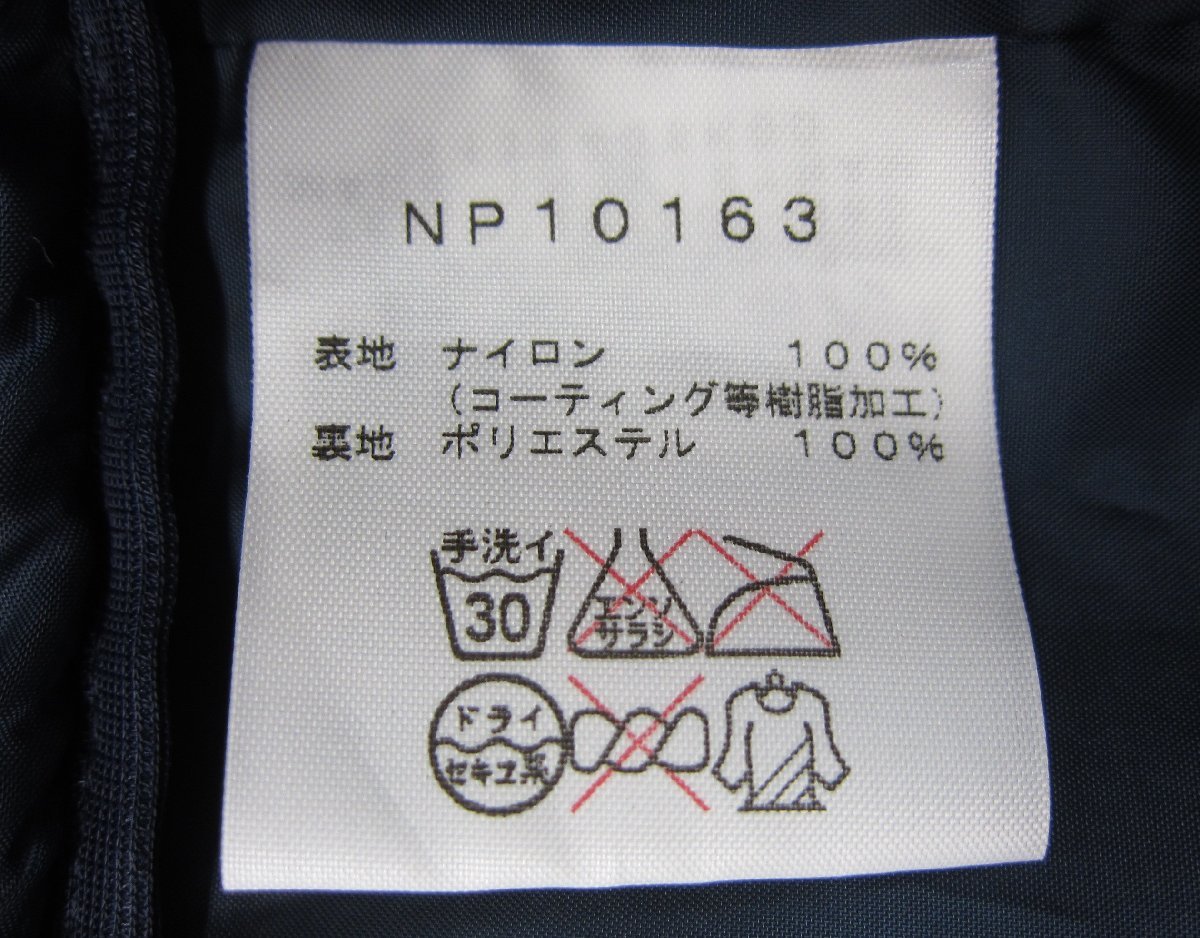 NP10163
表地 ナイロン 100%
(コーティング等樹脂加工)
裏地 ポリエステル 100%
手洗イ
30
エンソ
サラシ
ドライ
セキユ系